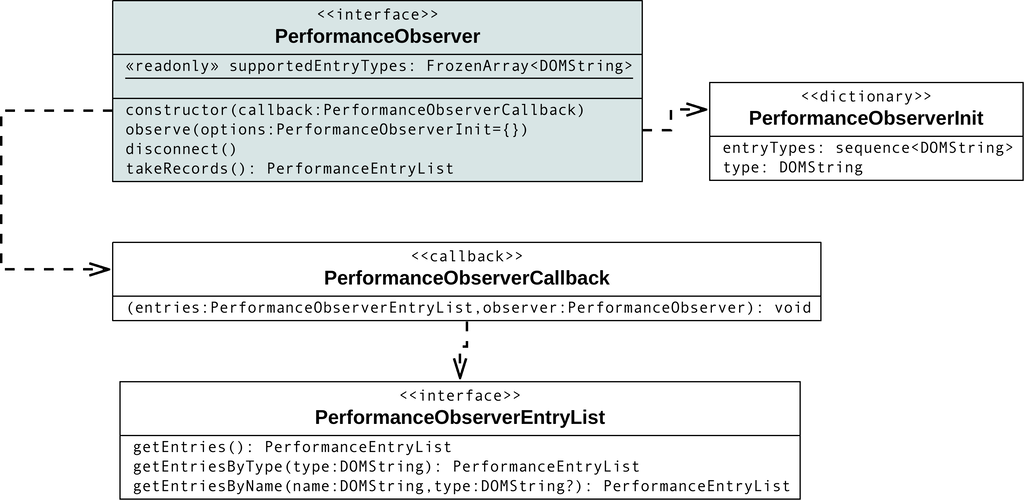 <<interface>>
PerformanceObserver
«readonly» supportedEntryTypes: FrozenArray<DOMString>
constructor(callback:PerformanceObserverCallback)
observe(options:PerformanceObserverInit={})
disconnect()
takeRecords(): PerformanceEntryList
<<dictionary>>
PerformanceObserverInit
entryTypes: sequence<DOMString>
type: DOMString
<<callback>>
PerformanceObserverCallback
(entries:PerformanceObserverEntryList,observer:PerformanceObserver): void
<<interface>>
PerformanceObserverEntryList
getEntries(): PerformanceEntryList
getEntriesByType(type:DOMString): PerformanceEntryList
getEntriesByName(name:DOMString,type:DOMString?): PerformanceEntryList